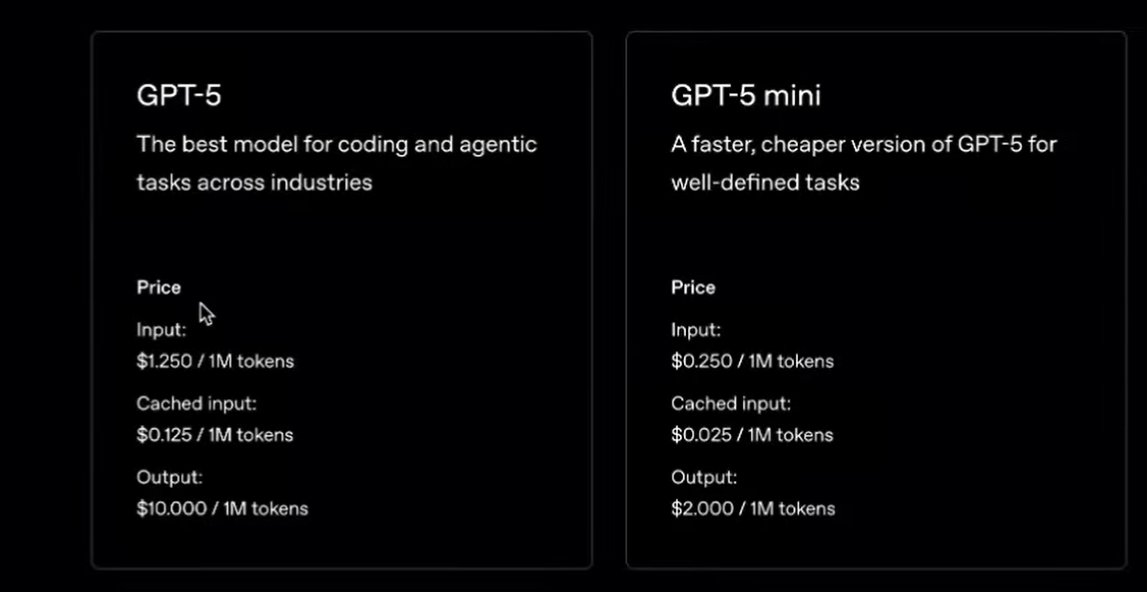 GPT-5
The best model for coding and agentic
tasks across industries
Price
Input:
$1.250 / 1M tokens
Cached input:
$0.125 / 1M tokens
Output:
$10.000 / 1M tokens
GPT-5 mini
A faster, cheaper version of GPT-5 for
well-defined tasks
Price
Input:
$0.250 / 1M tokens
Cached input:
$0.025 / 1M tokens
Output:
$2.000 / 1M tokens